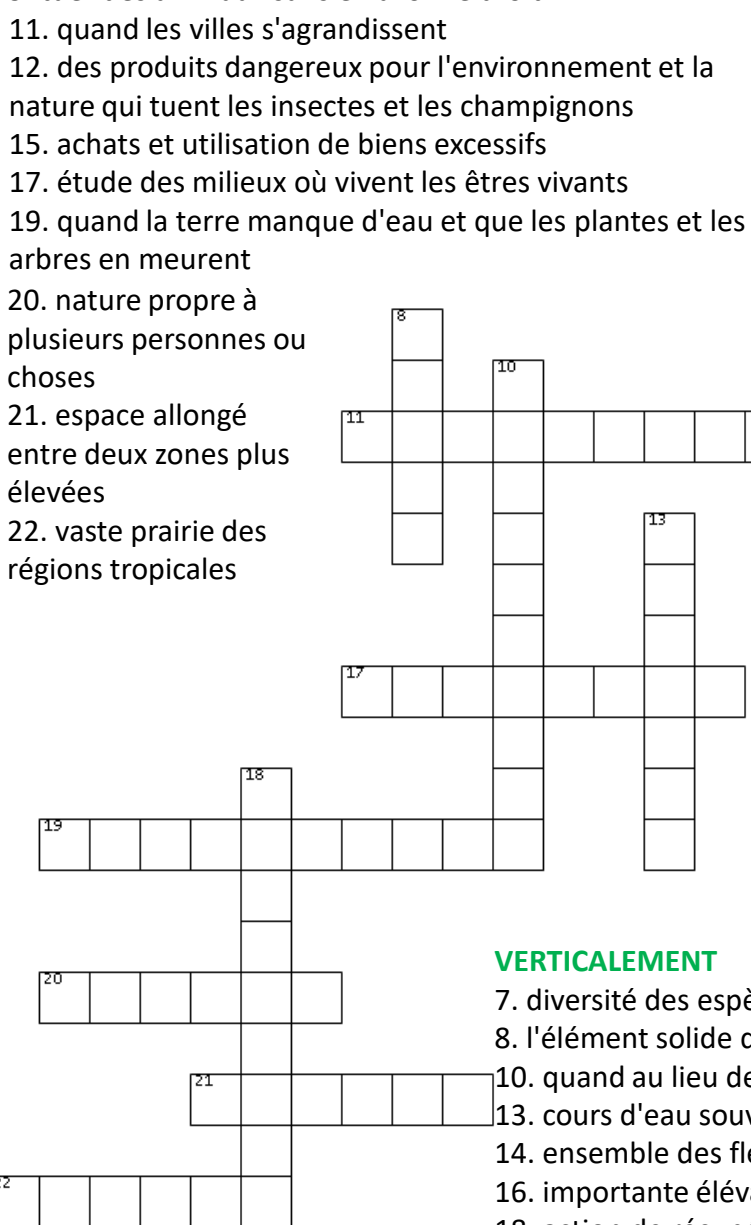 11. quand les villes s'agrandissent
12. des produits dangereux pour l'environnement et la
nature qui tuent les insectes et les champignons
15. achats et utilisation de biens excessifs
17. étude des milieux où vivent les êtres vivants
19. quand la terre manque d'eau et que les plantes et les
arbres en meurent
20. nature propre à
plusieurs personnes ou
choses
21. espace allongé
entre deux zones plus
élevées
22. vaste prairie des
régions tropicales
8
10
11
13
17
18
19
20
21
VERTICALEMENT
7. diversité des
8. l'élément solide
10. quand au lieu de
13. cours d'eau
14. ensemble des
16. importante